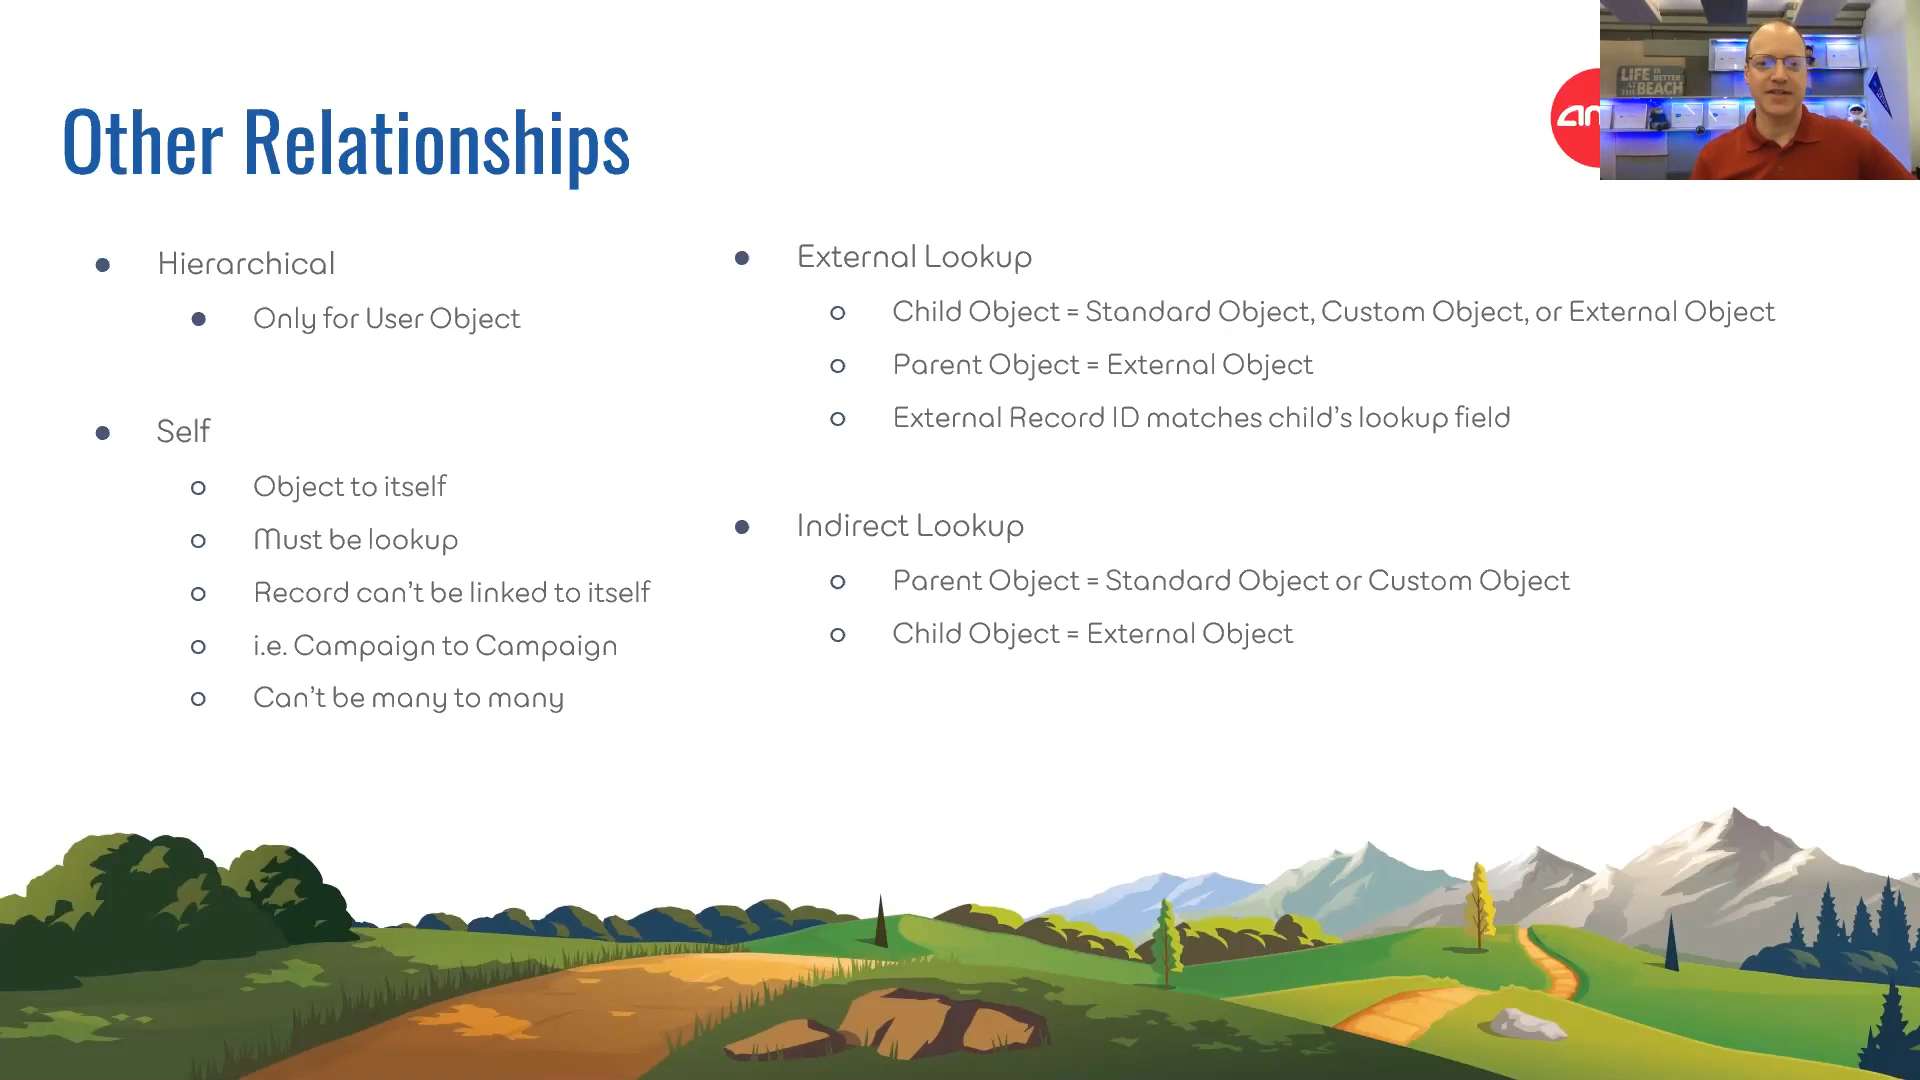 Other Relationships
Hierarchical
Only for User Object
Self
Object to itself
Must be lookup
Record can't be linked to itself
i.e. Campaign to Campaign
Can't be many to many
External Lookup
Child Object = Standard Object, Custom Object, or External Object
Parent Object = External Object
External Record ID matches child's lookup field
Indirect Lookup
Parent Object = Standard Object or Custom Object
Child Object = External Object
LIFE IS BETTER
AT THE BEACH